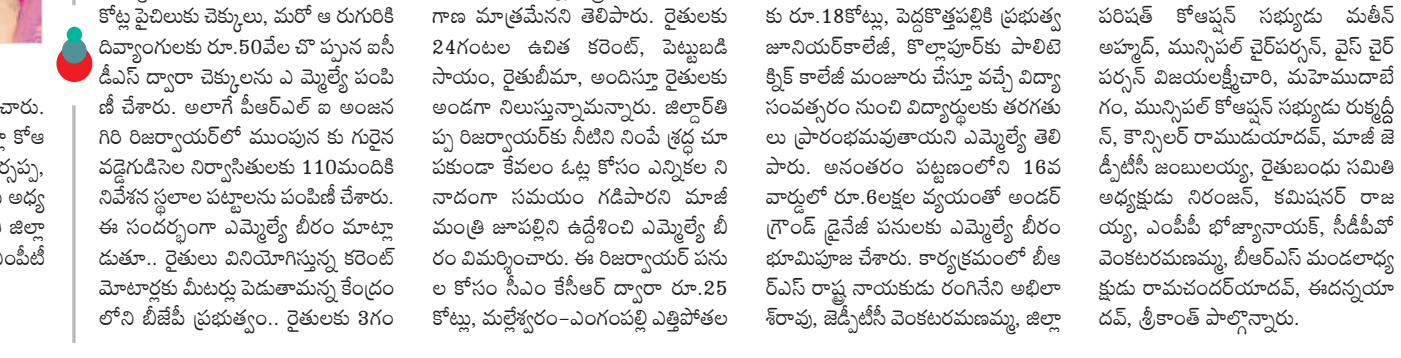 చారు.
ల్లా కోఆ
ర్సప్ప,
అధ్య
జిల్లా
ంపీటీ
కోట్ల పైచిలుకు చెక్కులు, మరో ఆ రుగురికి
దివ్యాంగులకు రూ.50వేల చొ ప్పున ఐసీ
డీఎస్ ద్వారా చెక్కులను ఎ మ్మెల్యే పంపి
ణీ చేశారు. అలాగే పీఆర్ఎల్ ఐ అంజన
గిరి రిజర్వాయర్‌లో ముంపున కు గురైన
వడ్డెగుడిసెల నిర్వాసితులకు 110మందికి
నివేశన స్థలాల పట్టాలను పంపిణీ చేశారు.
ఈ సందర్భంగా ఎమ్మెల్యే బీరం మాట్లా
డుతూ.. రైతులు వినియోగిస్తున్న కరెంట్
మోటార్లకు మీటర్లు పెడుతామన్న కేంద్రం
లోని బీజేపీ ప్రభుత్వం.. రైతులకు 3గం
గాణ మాత్రమేనని తెలిపారు. రైతులకు
24గంటల ఉచిత కరెంట్, పెట్టుబడి
సాయం, రైతుబీమా, అందిస్తూ రైతులకు
అండగా నిలుస్తున్నామన్నారు. జిల్దార్‌తి
ప్ప రిజర్వాయర్‌కు నీటిని నింపే శ్రద్ధ చూ
పకుండా కేవలం ఓట్ల కోసం ఎన్నికల ని
నాదంగా సమయం గడిపారని మాజీ
మంత్రి జూపల్లిని ఉద్దేశించి ఎమ్మెల్యే బీ
రం విమర్శించారు. ఈ రిజర్వాయర్ పను
ల కోసం సీఎం కేసీఆర్ ద్వారా రూ.25
కోట్లు, మల్లేశ్వరం-ఎంగంపల్లి ఎత్తిపోతల
కు రూ.18కోట్లు, పెద్దకొత్తపల్లికి ప్రభుత్వ
జూనియర్‌కాలేజీ, కొల్లాపూర్‌కు పాలిటె
క్నిక్ కాలేజీ మంజూరు చేస్తూ వచ్చే విద్యా
సంవత్సరం నుంచి విద్యార్థులకు తరగతు
లు ప్రారంభమవుతాయని ఎమ్మెల్యే తెలి
పారు. అనంతరం పట్టణంలోని 16వ
వార్డులో రూ.6లక్షల వ్యయంతో అండర్
గ్రౌండ్ డ్రైనేజీ పనులకు ఎమ్మెల్యే బీరం
భూమిపూజ చేశారు. కార్యక్రమంలో బీఆ
ర్ఎస్ రాష్ట్ర నాయకుడు రంగినేని అభిలా
శ్‌రావు, జెడ్పీటీసీ వెంకటరమణమ్మ, జిల్లా
పరిషత్ కోఆప్షన్ సభ్యుడు మతీన్
అహ్మద్, మున్సిపల్ చైర్‌పర్సన్, వైస్ చైర్
పర్సన్ విజయలక్ష్మీచారి, మహెముదాబే
గం, మున్సిపల్ కోఆప్షన్ సభ్యుడు రుక్మద్దీ
న్, కౌన్సిలర్ రాముడుయాదవ్, మాజీ జె
డ్పీటీసీ జంబులయ్య, రైతుబంధు సమితి
అధ్యక్షుడు నిరంజన్, కమిషనర్ రాజ
య్య, ఎంపీపీ భోజ్యానాయక్, సీడీపీవో
వెంకటరమణమ్మ, బీఆర్ఎస్ మండలాధ్య
క్షుడు రామచందర్‌యాదవ్, ఈదన్నయా
దవ్, శ్రీకాంత్ పాల్గొన్నారు.